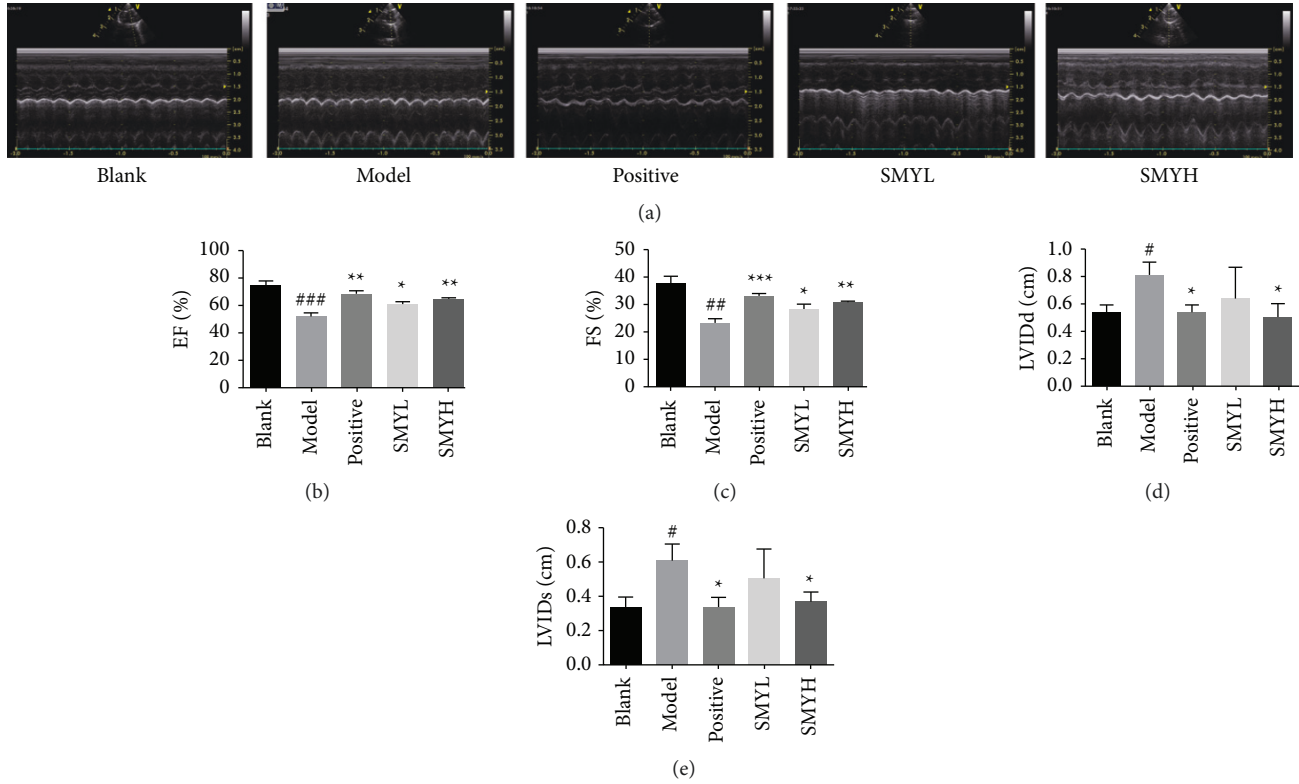 Blank
Model
Positive
SMYL
SMYH
(a)
EF (%)
100
80
60
40
20
0
###
**
*
**
Blank
Model
Positive
SMYL
SMYH
(b)
FS (%)
50
40
30
20
10
0
##
***
*
**
Blank
Model
Positive
SMYL
SMYH
(c)
LVIDd (cm)
1.0
0.8
0.6
0.4
0.2
0.0
#
*
*
Blank
Model
Positive
SMYL
SMYH
(d)
LVIDs (cm)
0.8
0.6
0.4
0.2
0.0
#
*
*
Blank
Model
Positive
SMYL
SMYH
(e)